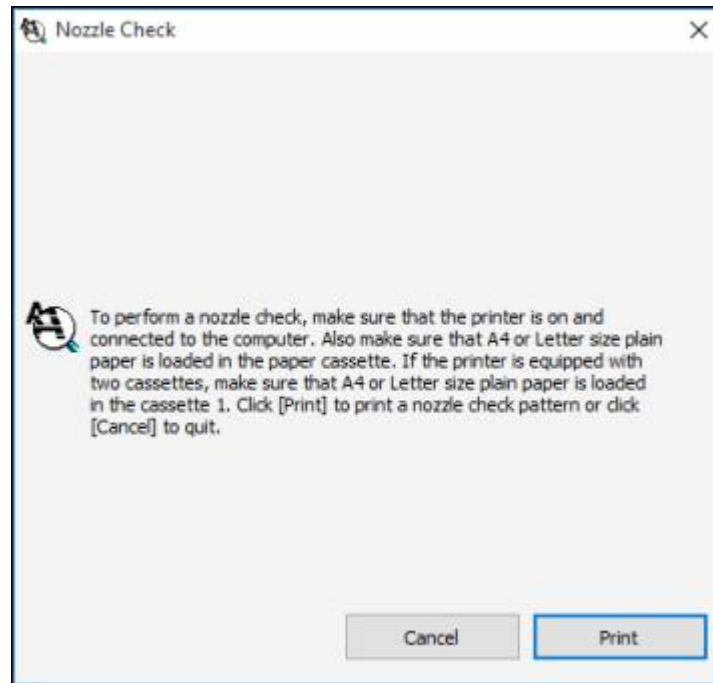 Nozzle Check
To perform a nozzle check, make sure that the printer is on and
connected to the computer. Also make sure that A4 or Letter size plain
paper is loaded in the paper cassette. If the printer is equipped with
two cassettes, make sure that A4 or Letter size plain paper is loaded
in the cassette 1. Click [Print] to print a nozzle check pattern or click
[Cancel] to quit.
Cancel Print